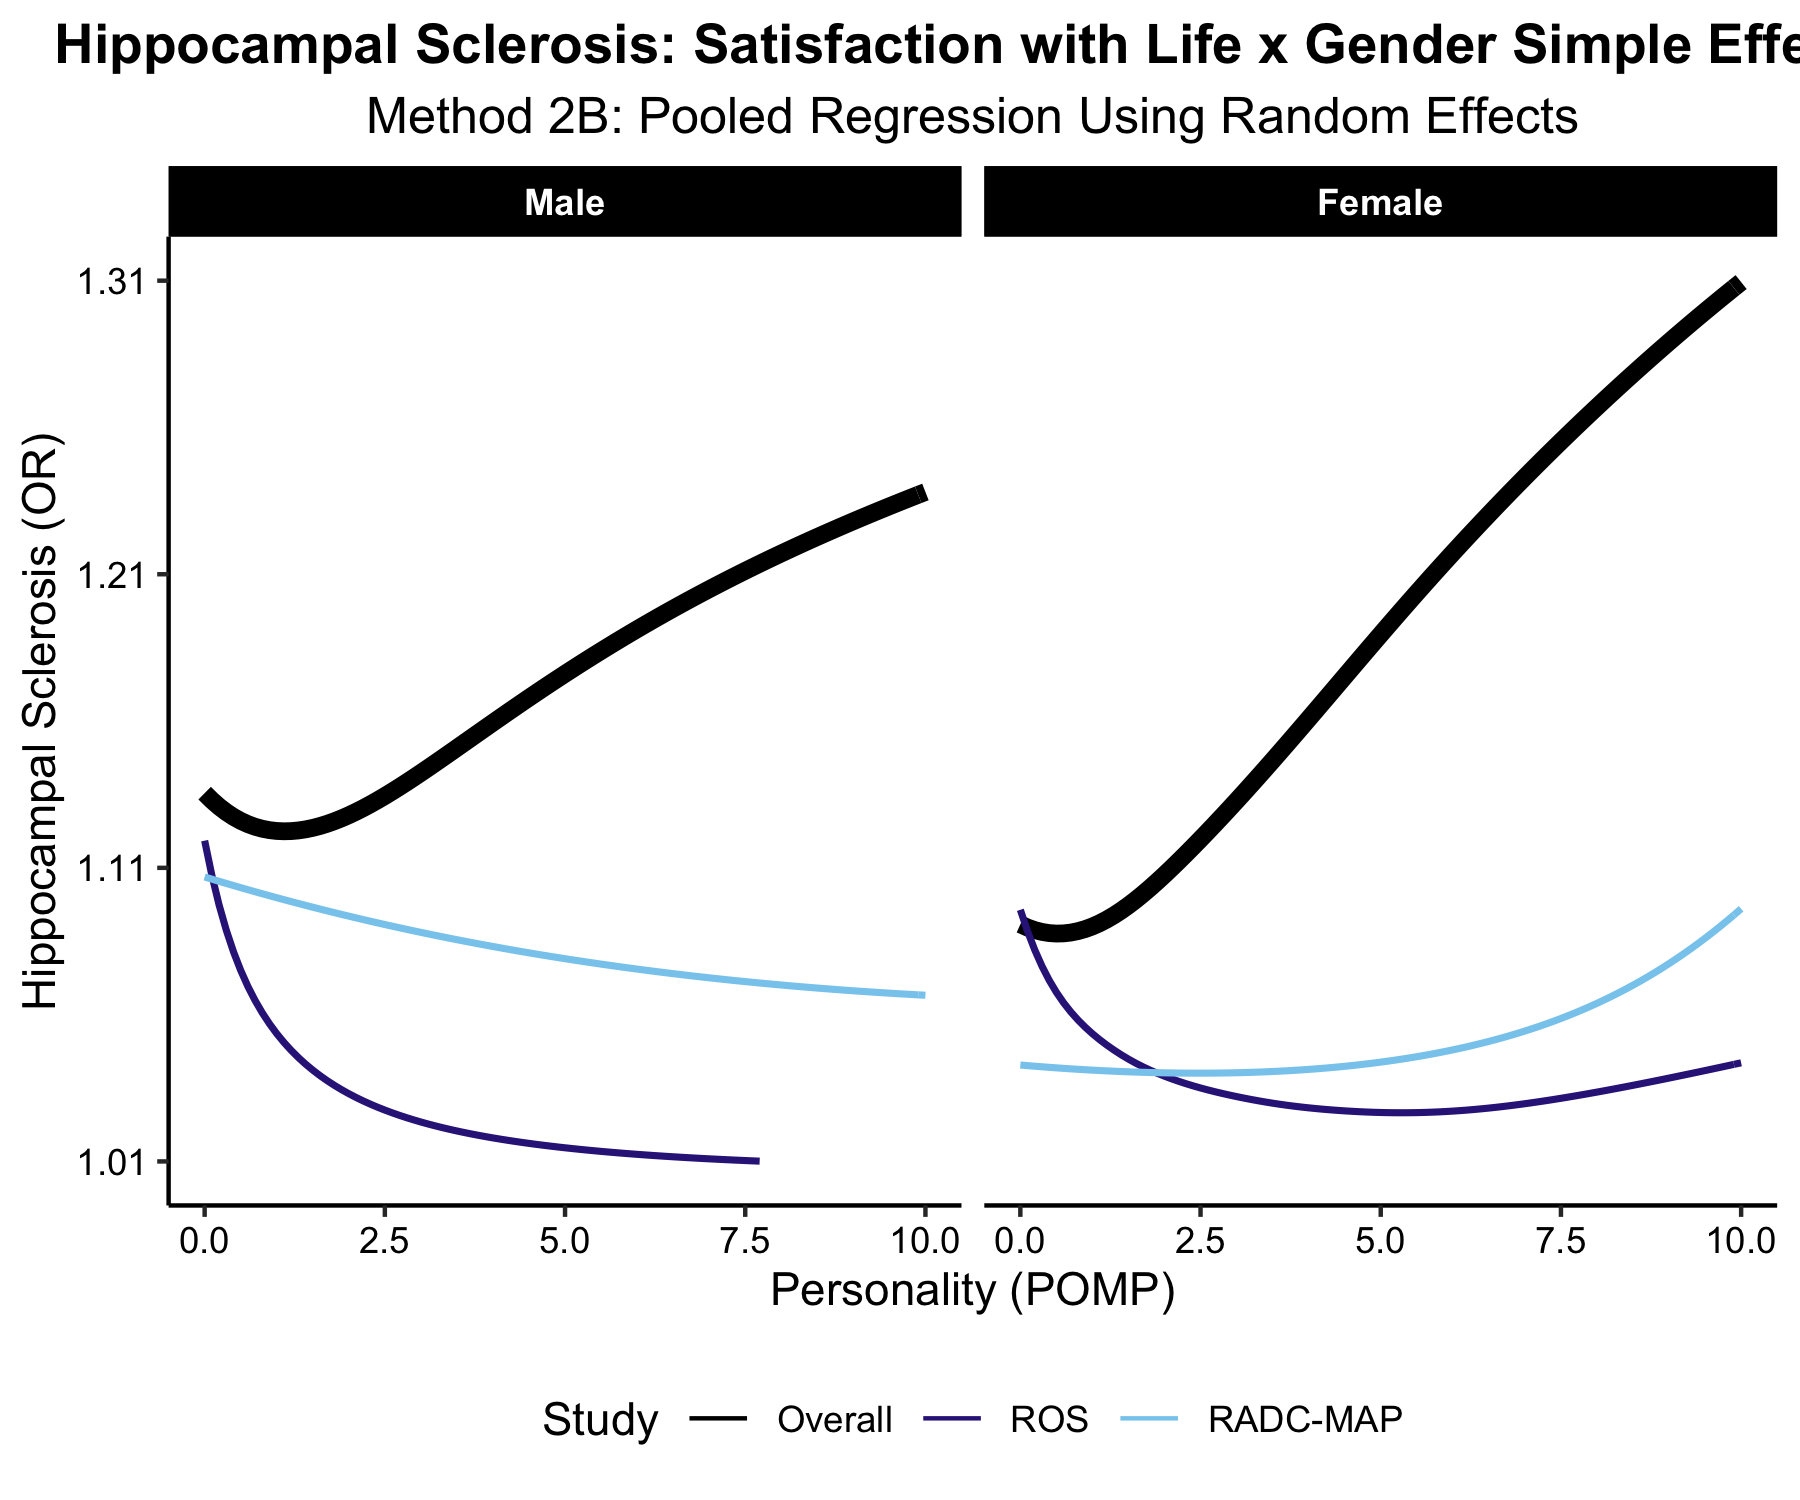 Hippocampal Sclerosis: Satisfaction with Life x Gender Simple Effe
Method 2B: Pooled Regression Using Random Effects
Male
Female
Hippocampal Sclerosis (OR)
1.31
1.21
1.11
1.01
0.0 2.5 5.0 7.5 10.0 0.0 2.5 5.0 7.5 10.0
Personality (POMP)
Study Overall ROS RADC-MAP